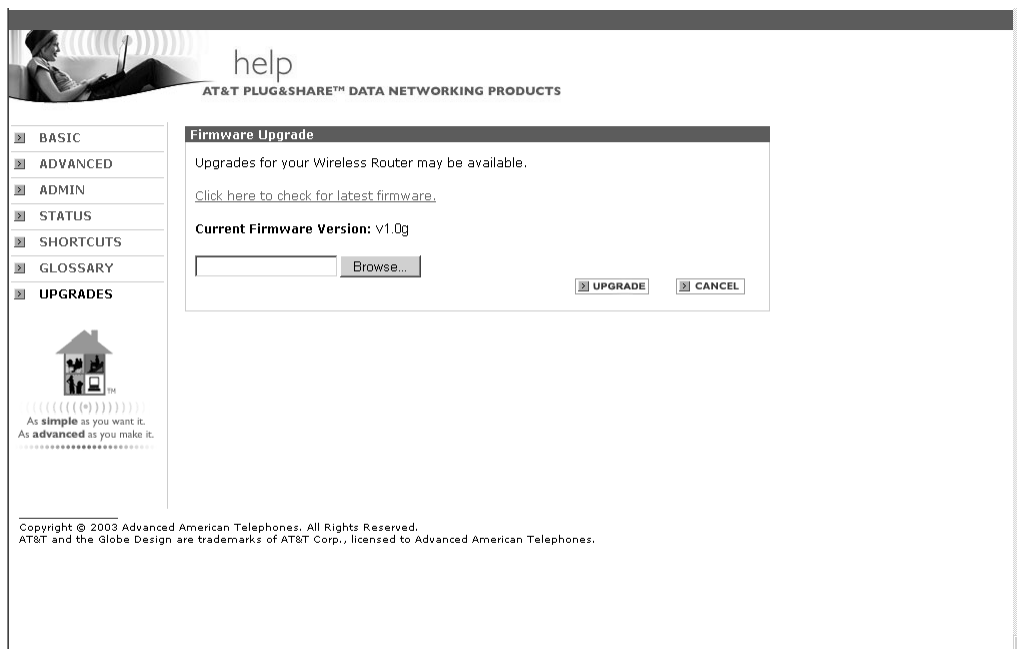 help
AT&T PLUG&SHARE™ DATA NETWORKING PRODUCTS
BASIC
ADVANCED
ADMIN
STATUS
SHORTCUTS
GLOSSARY
UPGRADES
Firmware Upgrade
Upgrades for your Wireless Router may be available.
Click here to check for latest firmware.
Current Firmware Version: v1.0g
Browse...
UPGRADE
CANCEL
TM
As simple as you want it.
As advanced as you make it.
Copyright © 2003 Advanced American Telephones. All Rights Reserved.
AT&T and the Globe Design are trademarks of AT&T Corp., licensed to Advanced American Telephones.